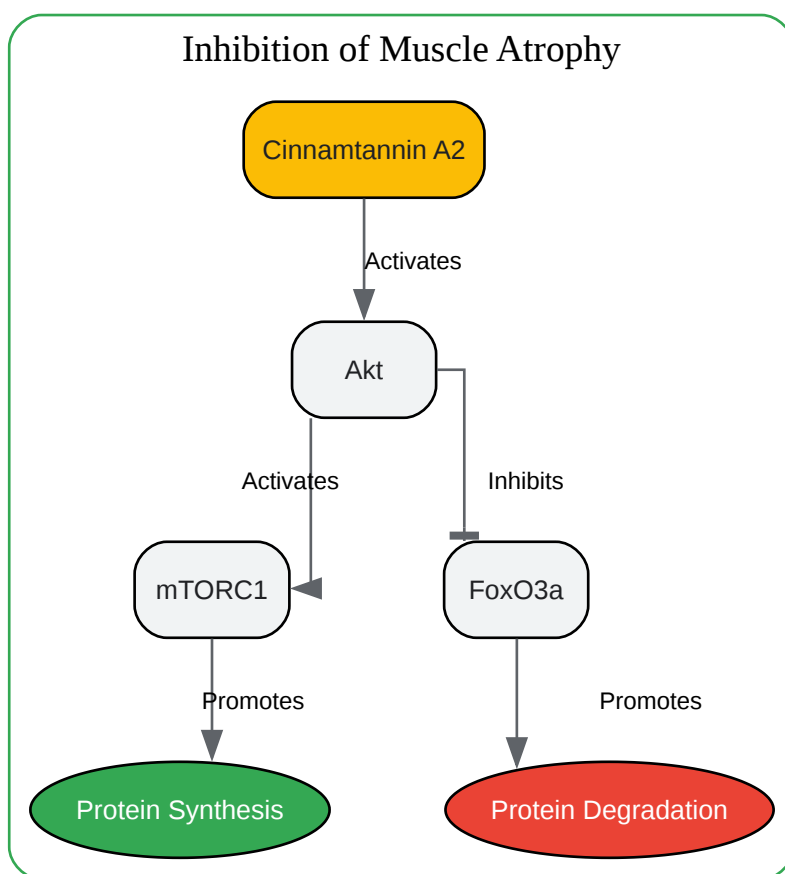 Inhibition of Muscle Atrophy
Cinnamtannin A2
Activates
Akt
Activates
Inhibits
mTORC1
FoxO3a
Promotes
Promotes
Protein Synthesis
Protein Degradation